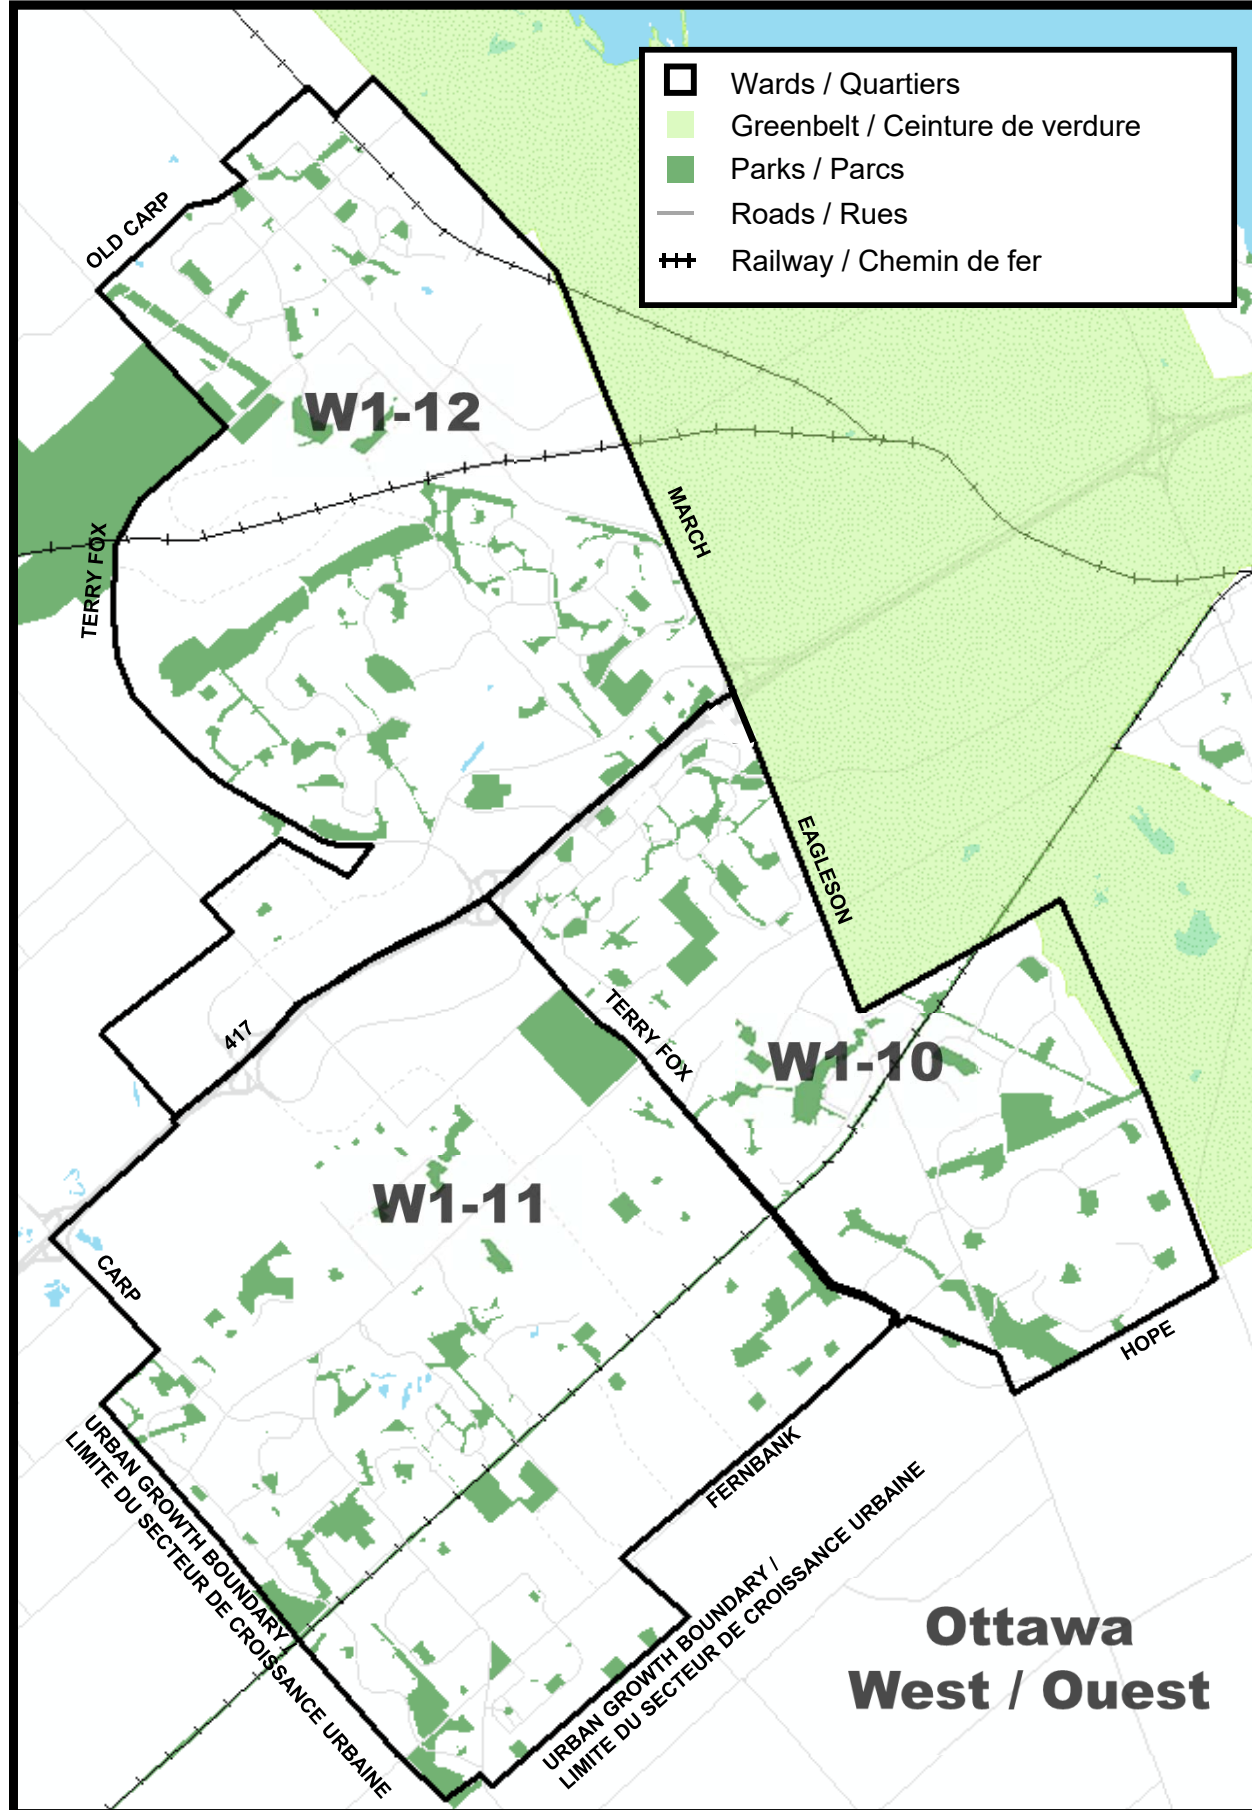 Wards / Quartiers
Greenbelt / Ceinture de verdure
Parks / Parcs
Roads / Rues
Railway / Chemin de fer
OLD CARP
W1-12
MARCH
TERRY FOX
EAGLESON
TERRY FOX
417
W1-10
W1-11
CARP
HOPE
FERNBANK
URBAN GROWTH BOUNDARY /
LIMITE DU SECTEUR DE CROISSANCE URBAINE
URBAN GROWTH BOUNDARY /
LIMITE DU SECTEUR DE CROISSANCE URBAINE
Ottawa
West / Ouest